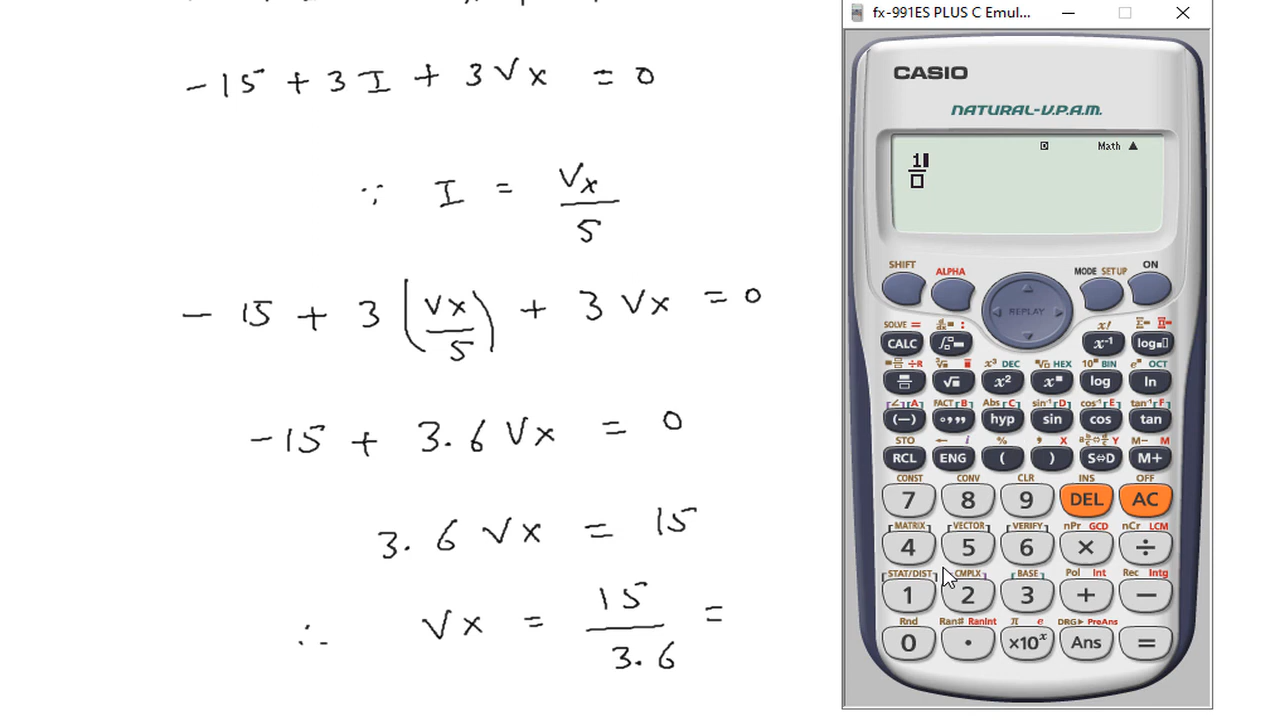 -15 + 3I + 3Vx = 0
∵ I = Vx/5
-15 + 3(Vx/5) + 3Vx = 0
-15 + 3.6Vx = 0
3.6Vx = 15
∴ Vx = 15/3.6 =
fx-991ES PLUS C Emul...
CASIO
NATURAL-V.P.A.M.
D Math ▲
1
SHIFT ALPHA MODE SETUP ON
REPLAY
SOLVE = : x! Σ- Π-
CALC x⁻¹ log
÷R x³ DEC HEX 10 BIN e OCT
√ x² x log ln
∠ [A] FACT [B] Abs [C] sin⁻¹ [D] cos⁻¹ [E] tan⁻¹ [F]
(−) hyp sin cos tan
STO ← i % , X Y M− M
RCL ENG ( ) S⇔D M+
CONST CONV CLR INS OFF
7 8 9 DEL AC
MATRIX VECTOR VERIFY nPr GCD nCr LCM
4 5 6 × ÷
STAT/DIST CMPLX BASE Pol Int Rec Intg
1 2 3 + −
Rnd Ran# RanInt π e DRG▸ PreAns
0 . ×10ˣ Ans =